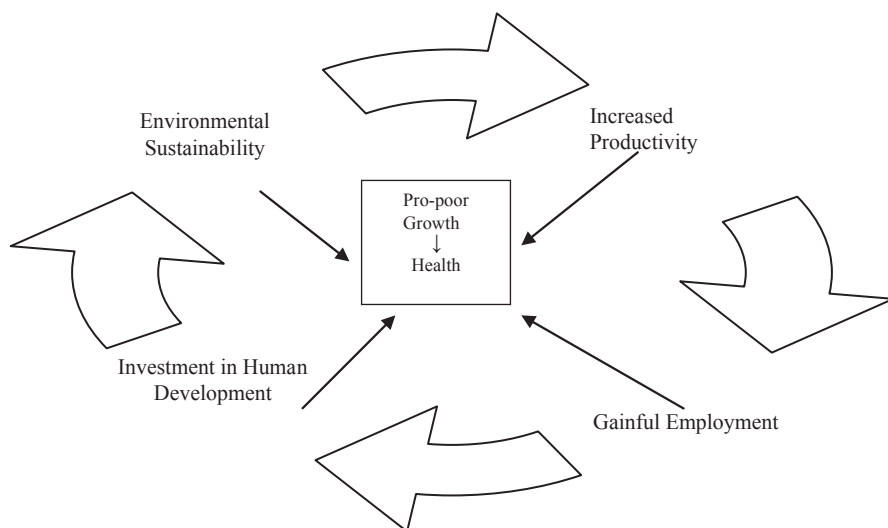 Environmental
Sustainability
Increased
Productivity
Pro-poor
Growth
↓
Health
Investment in Human
Development
Gainful Employment